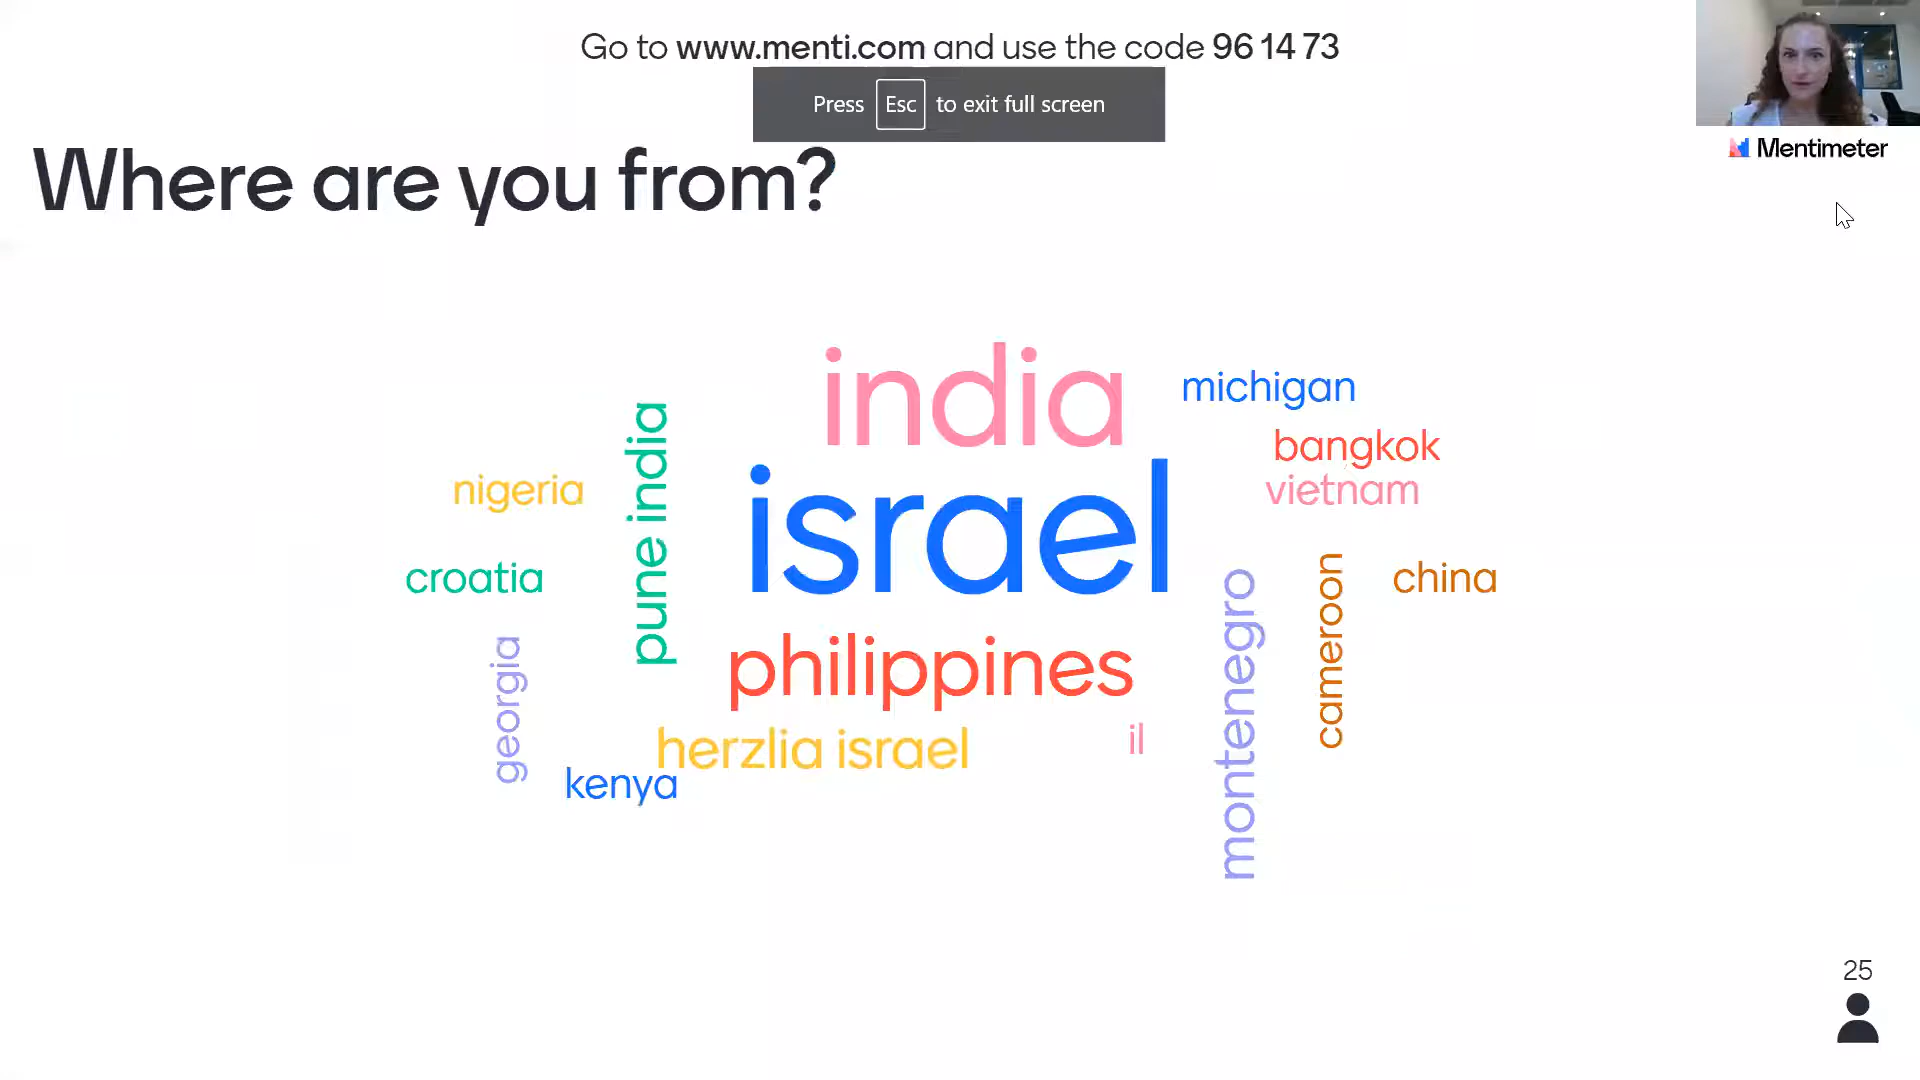 Go to www.menti.com and use the code 96 14 73
Press Esc to exit full screen
Mentimeter
Where are you from?
india
michigan
bangkok
pune india
nigeria
israel
vietnam
croatia
china
georgia
philippines
montenegro
cameroon
herzlia israel
il
kenya
25